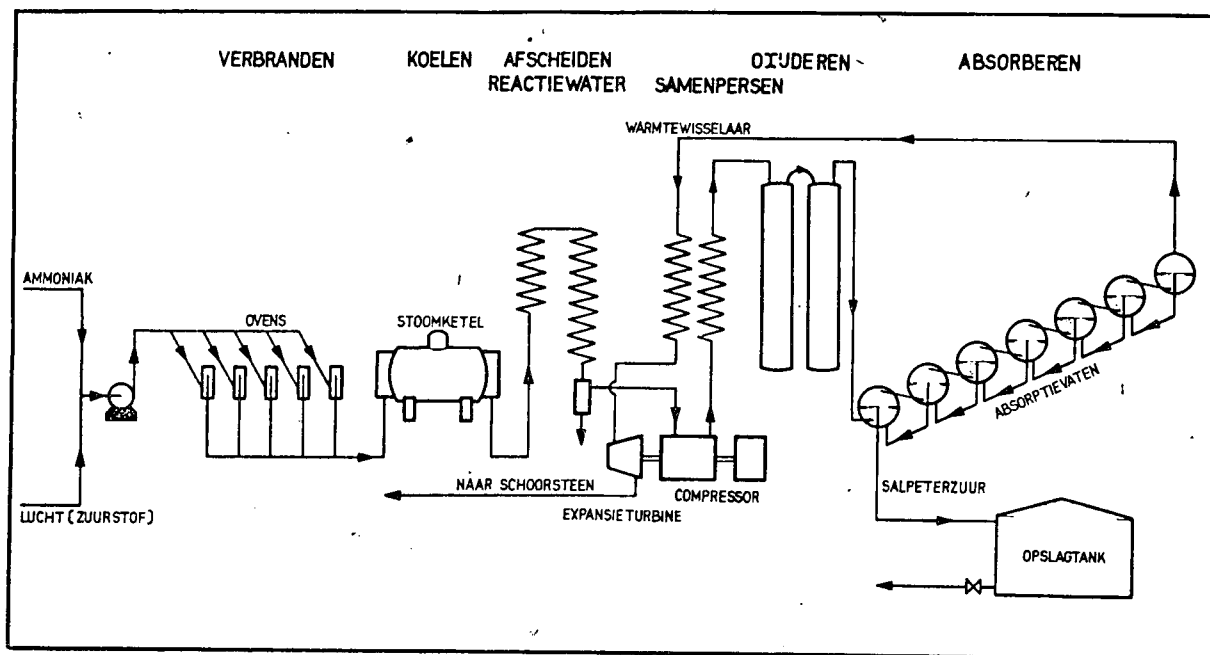 VERBRANDEN
KOELEN
AFSCHEIDEN
REACTIEWATER
SAMENPERSEN
OXYDEREN
ABSORBEREN
WARMTEWISSELAAR
AMMONIAK
OVENS
STOOMKETEL
ABSORPTIEVATEN
NAAR SCHOORSTEEN
COMPRESSOR
SALPETERZUUR
LUCHT (ZUURSTOF)
EXPANSIETURBINE
OPSLAGTANK